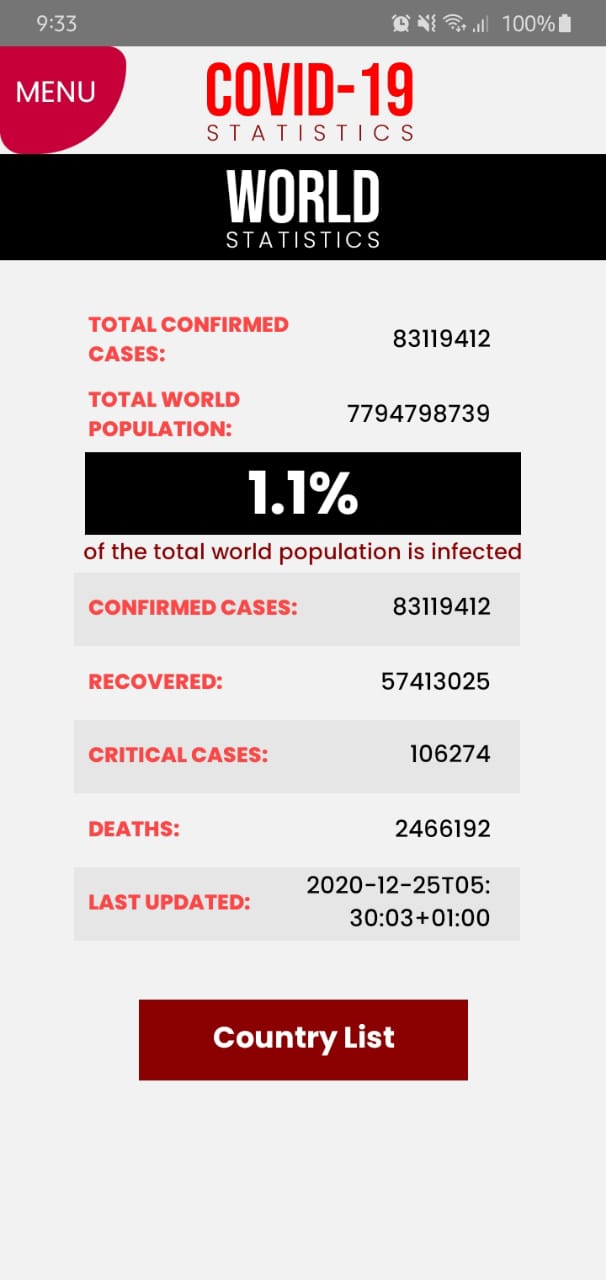 9:33
100%
MENU
COVID-19
STATISTICS
WORLD
STATISTICS
TOTAL CONFIRMED
CASES:
83119412
TOTAL WORLD
POPULATION:
7794798739
1.1%
of the total world population is infected
CONFIRMED CASES:
83119412
RECOVERED:
57413025
CRITICAL CASES:
106274
DEATHS:
2466192
LAST UPDATED:
2020-12-25T05:
30:03+01:00
Country List